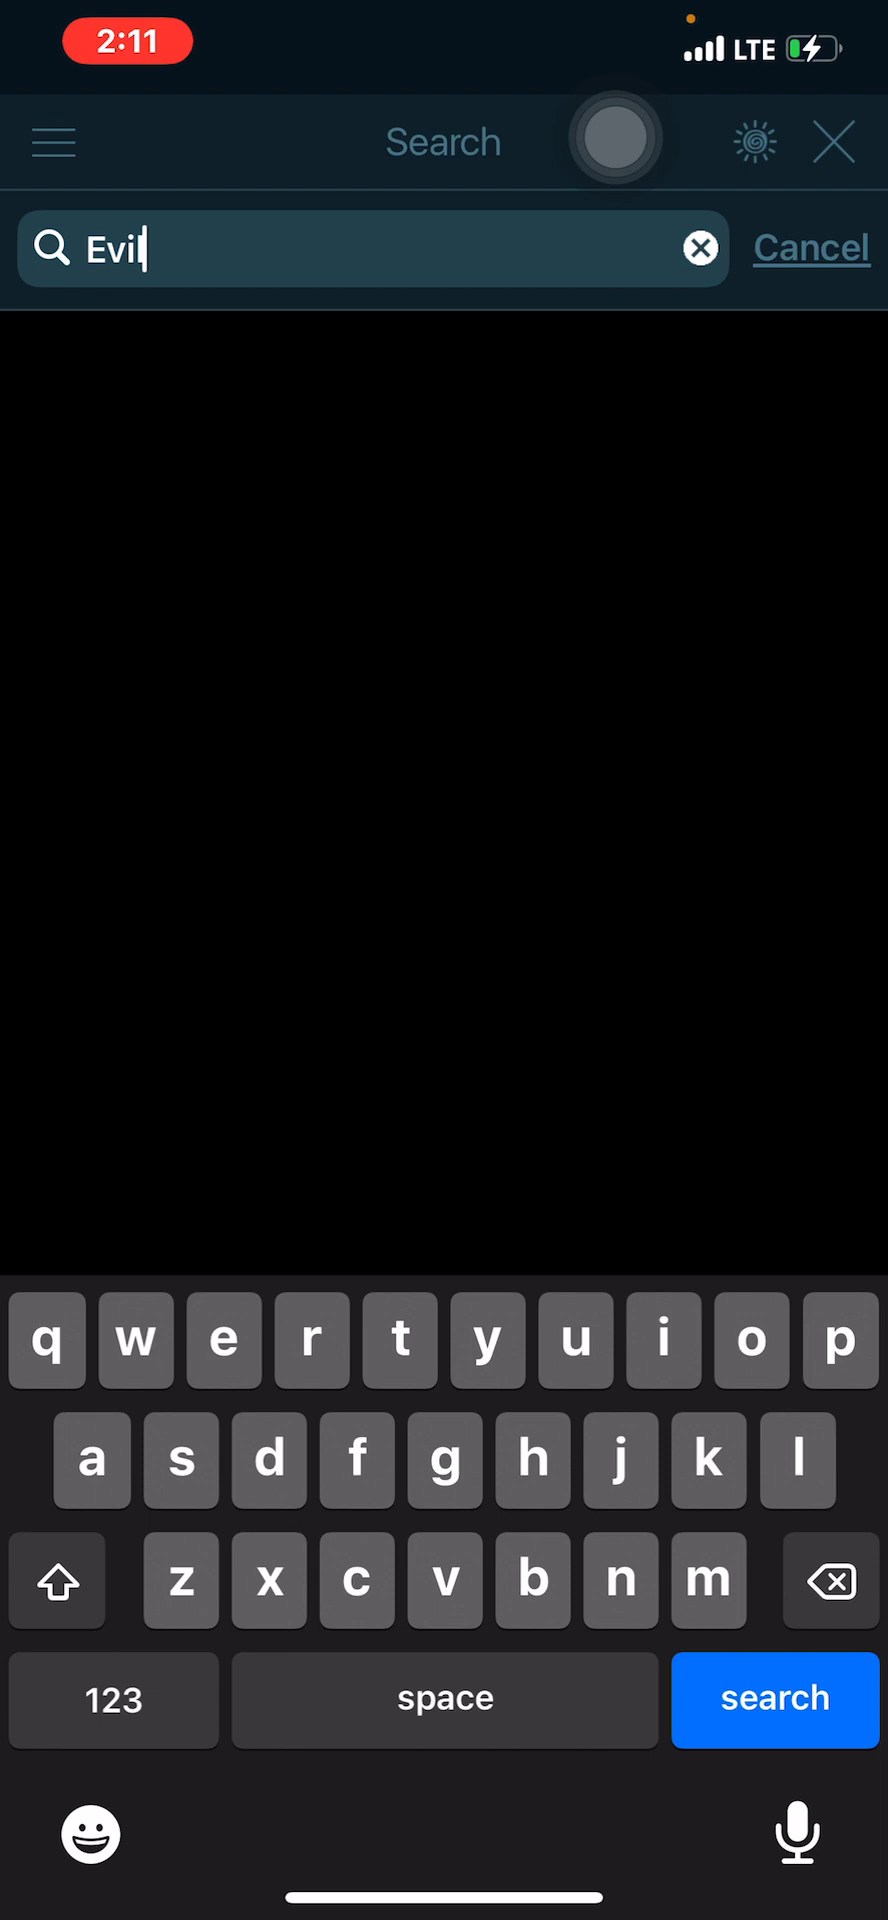 2:11
LTE
Search
Evil
Cancel
q w e r t y u i o p
a s d f g h j k l
z x c v b n m
123 space search